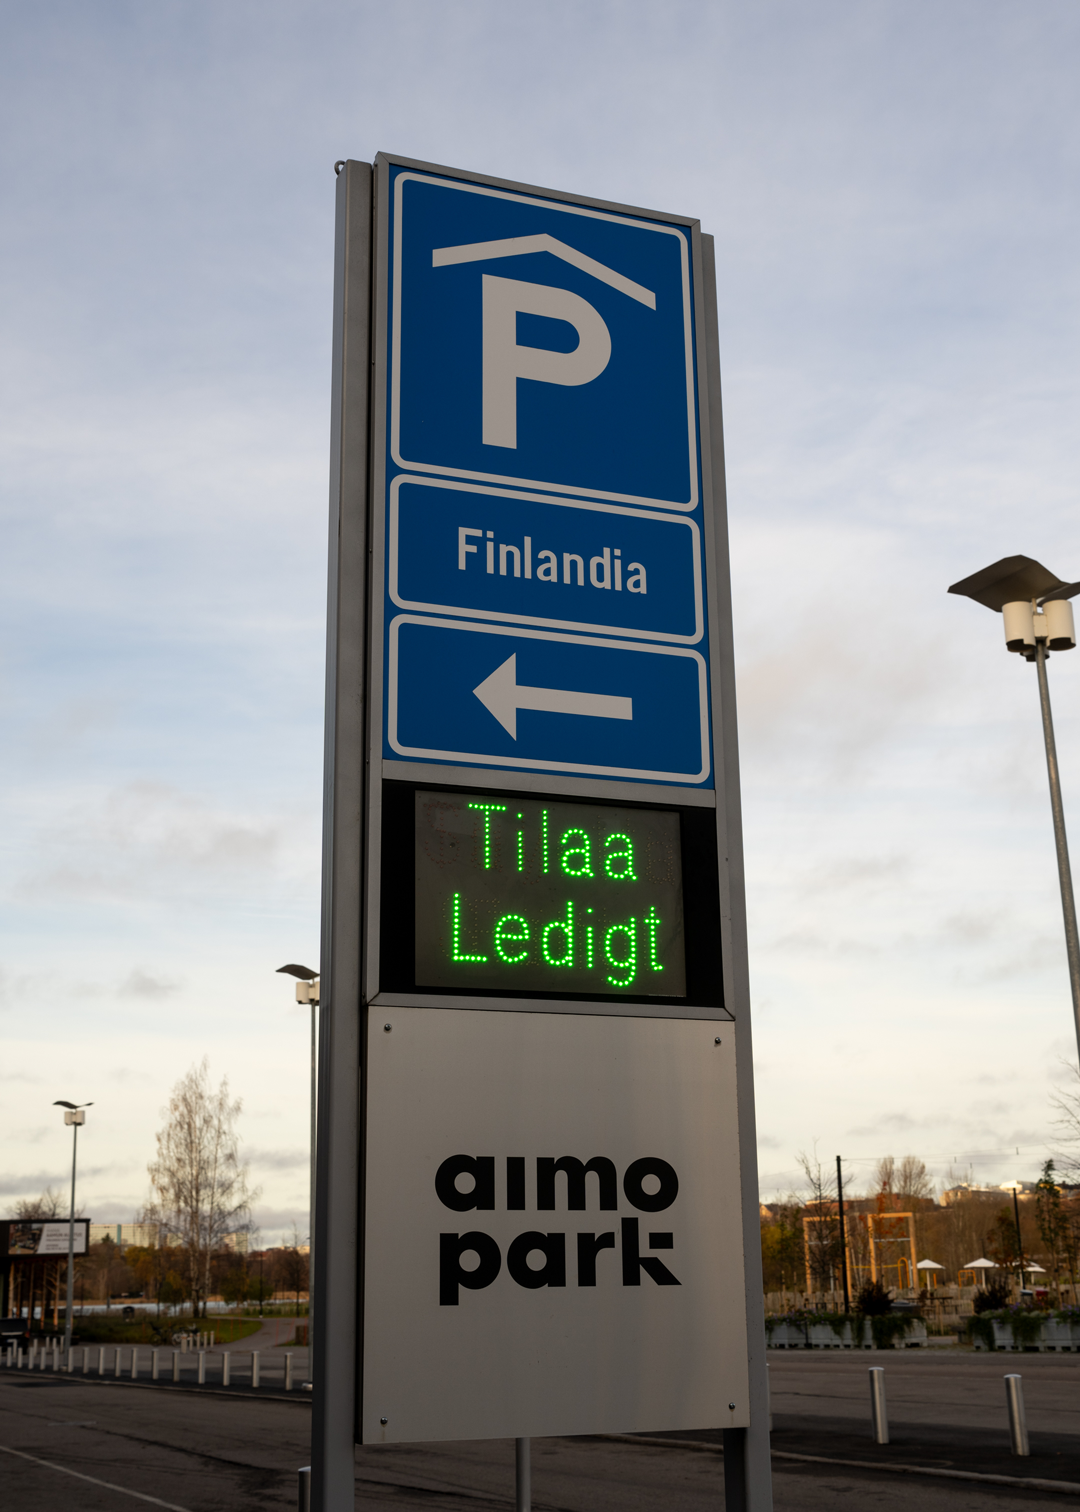 P
Finlandia
Tilaa
Ledigt
aimo
park